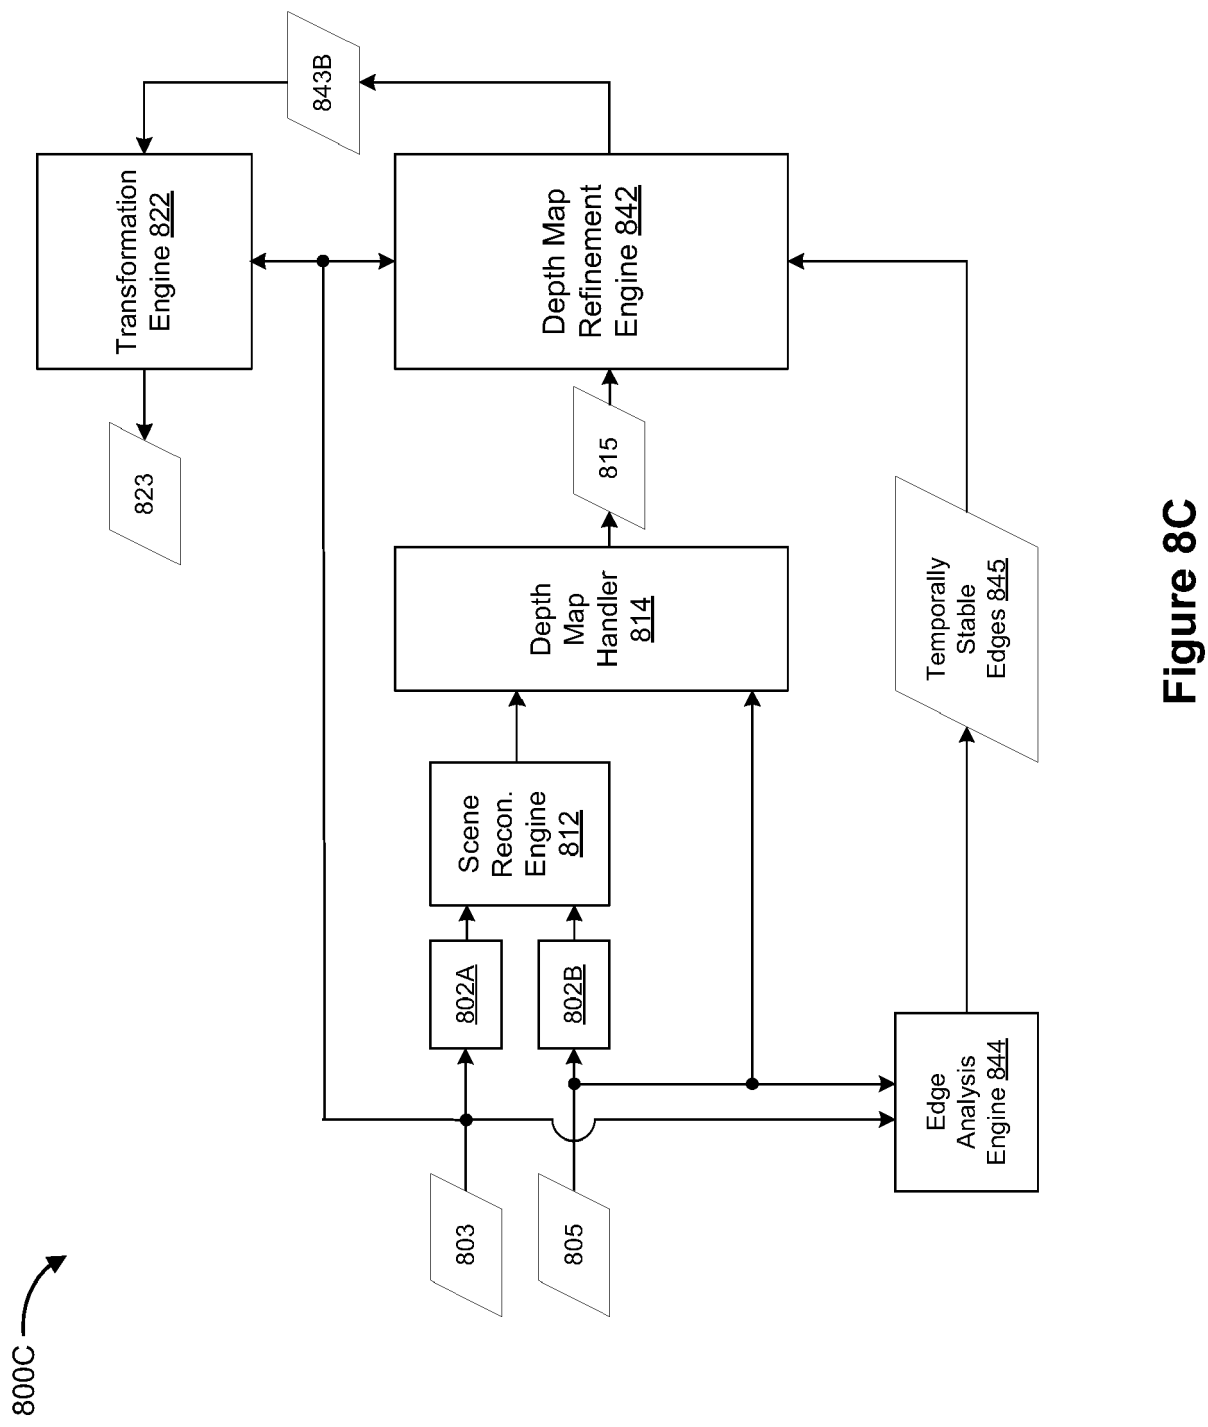 800C
803
805
802A
802B
Scene
Recon.
Engine
812
Depth
Map
Handler
814
815
Depth Map
Refinement
Engine 842
843B
Transformation
Engine 822
823
Edge
Analysis
Engine 844
Temporally
Stable
Edges 845
Figure 8C